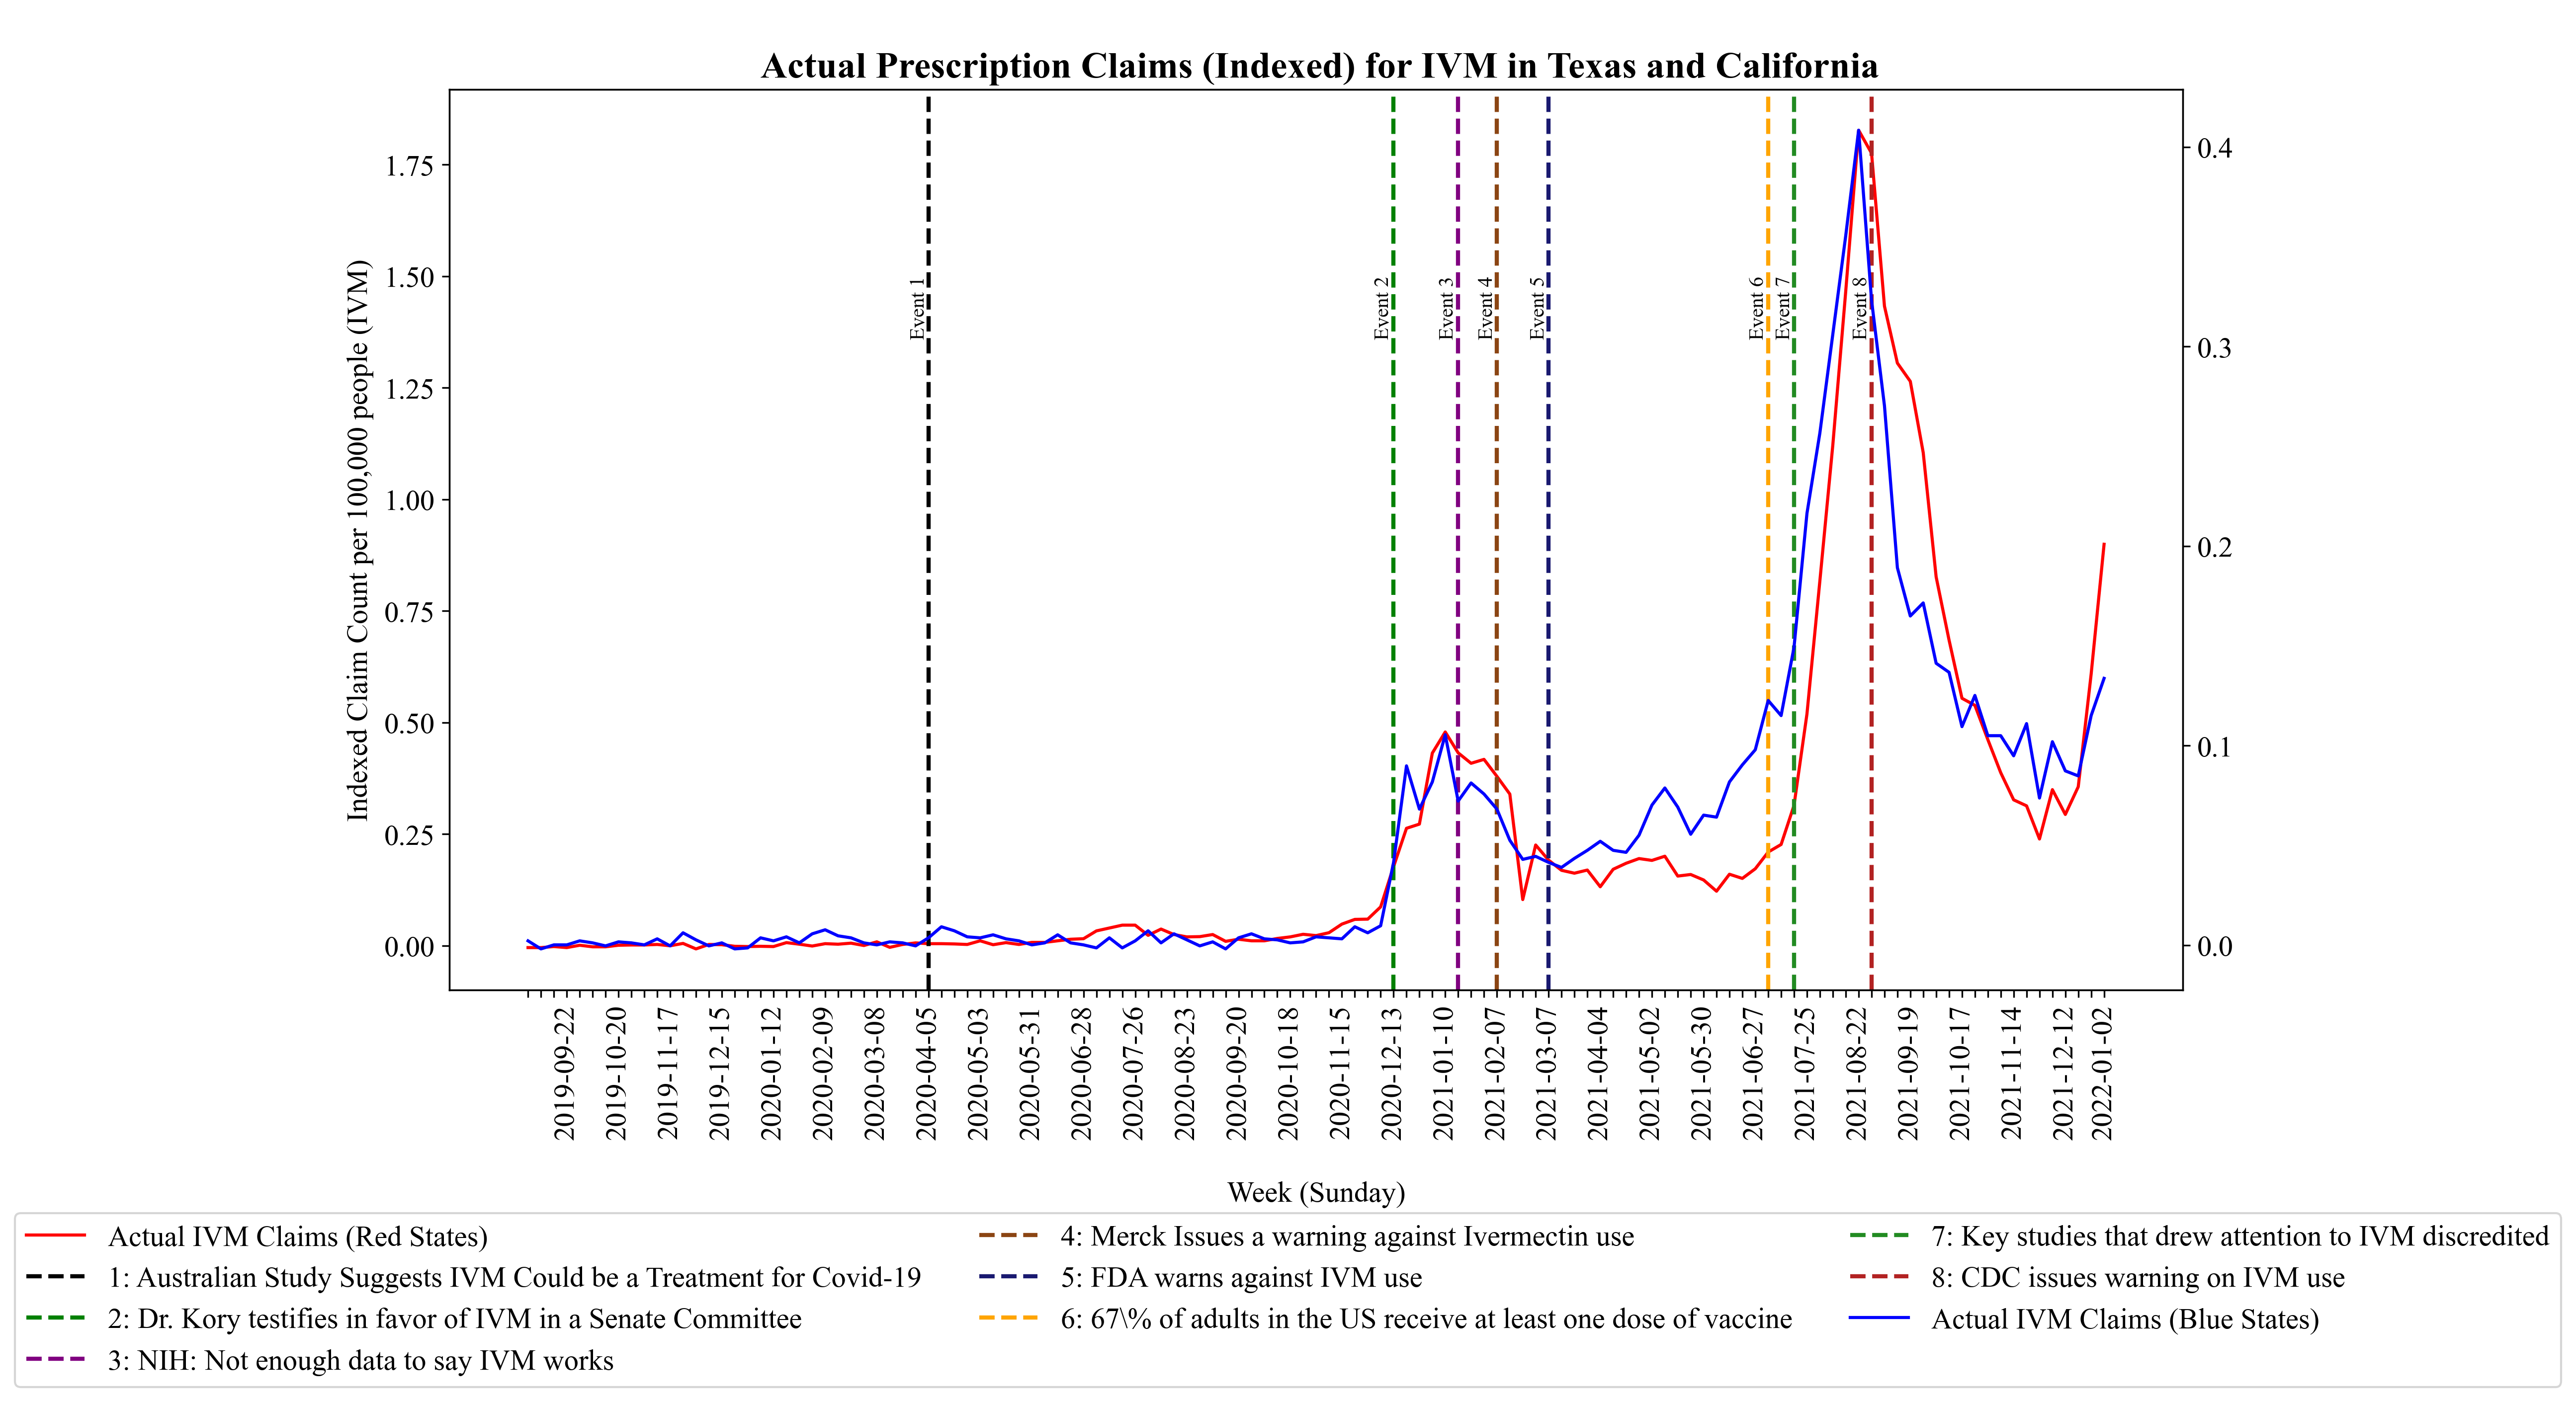 Actual Prescription Claims (Indexed) for IVM in Texas and California
Indexed Claim Count per 100,000 people (IVM)
1.75
1.50
1.25
1.00
0.75
0.50
0.25
0.00
Event 1
Event 2
Event 3
Event 4
Event 5
Event 6
Event 7
Event 8
0.4
0.3
0.2
0.1
0.0
2019-09-22
2019-10-20
2019-11-17
2019-12-15
2020-01-12
2020-02-09
2020-03-08
2020-04-05
2020-05-03
2020-05-31
2020-06-28
2020-07-26
2020-08-23
2020-09-20
2020-10-18
2020-11-15
2020-12-13
2021-01-10
2021-02-07
2021-03-07
2021-04-04
2021-05-02
2021-05-30
2021-06-27
2021-07-25
2021-08-22
2021-09-19
2021-10-17
2021-11-14
2021-12-12
2022-01-02
Week (Sunday)
Actual IVM Claims (Red States)
1: Australian Study Suggests IVM Could be a Treatment for Covid-19
2: Dr. Kory testifies in favor of IVM in a Senate Committee
3: NIH: Not enough data to say IVM works
4: Merck Issues a warning against Ivermectin use
5: FDA warns against IVM use
6: 67\% of adults in the US receive at least one dose of vaccine
7: Key studies that drew attention to IVM discredited
8: CDC issues warning on IVM use
Actual IVM Claims (Blue States)